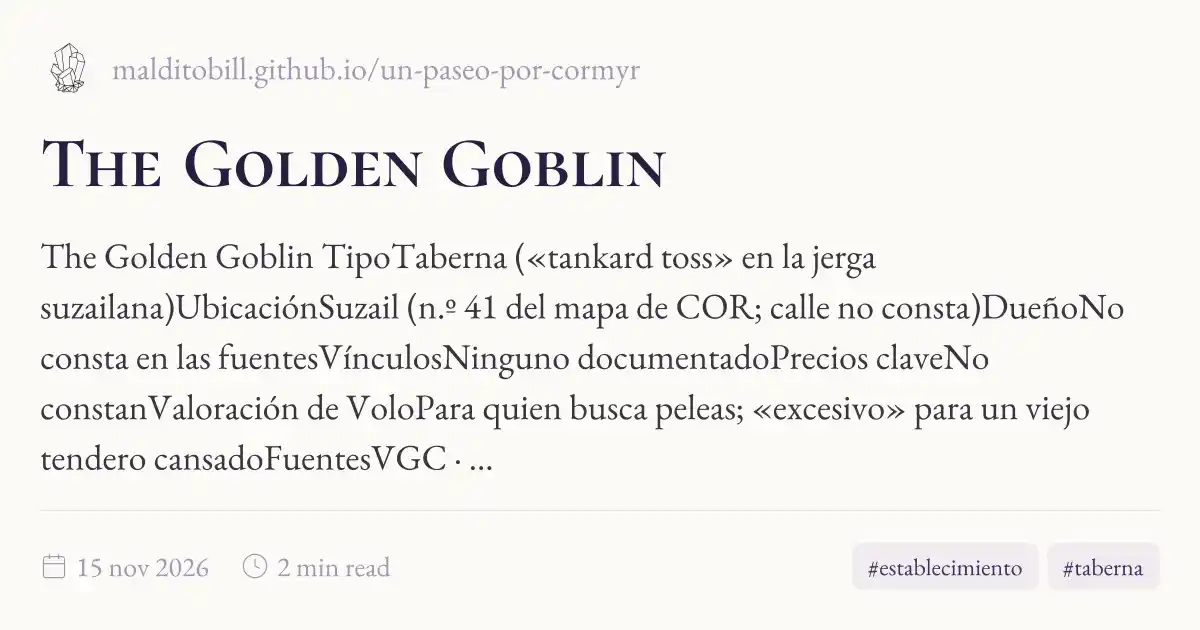 malditobill.github.io/un-paseo-por-cormyr
The Golden Goblin
The Golden Goblin TipoTaberna («tankard toss» en la jerga
suzailana)UbicaciónSuzail (n.º 41 del mapa de COR; calle no consta)DueñoNo
consta en las fuentesVínculosNinguno documentadoPrecios claveNo
constanValoración de VoloPara quien busca peleas; «excesivo» para un viejo
tendero cansadoFuentesVGC · ...
15 nov 2026 2 min read #establecimiento #taberna